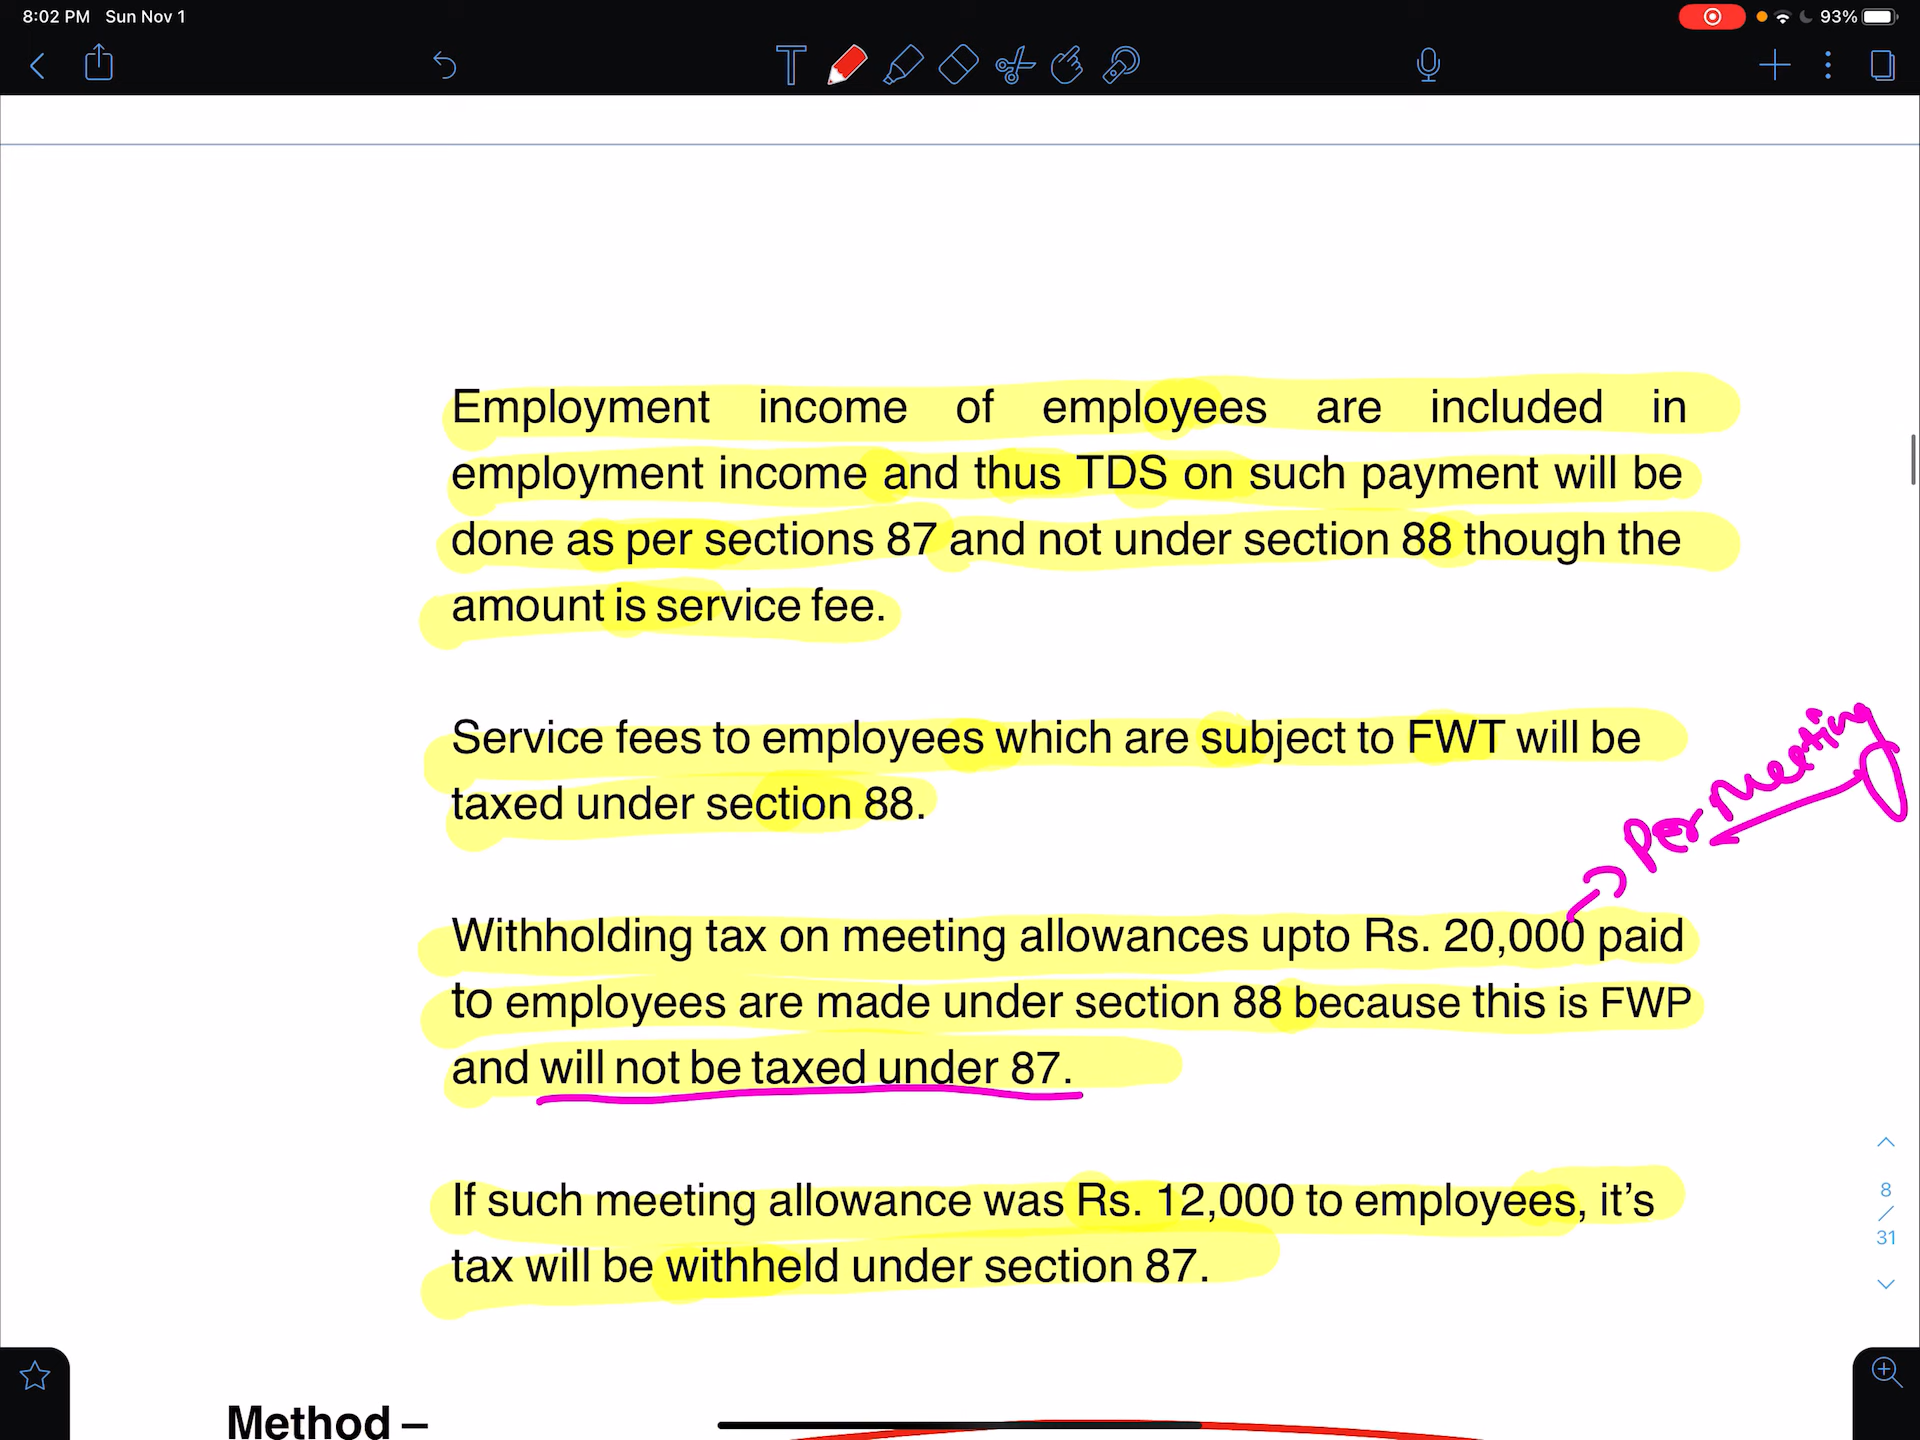 8:02 PM Sun Nov 1
93%
T
Employment income of employees are included in
employment income and thus TDS on such payment will be
done as per sections 87 and not under section 88 though the
amount is service fee.
Service fees to employees which are subject to FWT will be
taxed under section 88.
Per Meeting
Withholding tax on meeting allowances upto Rs. 20,000 paid
to employees are made under section 88 because this is FWP
and will not be taxed under 87.
If such meeting allowance was Rs. 12,000 to employees, it’s
tax will be withheld under section 87.
8
/
31
Method –